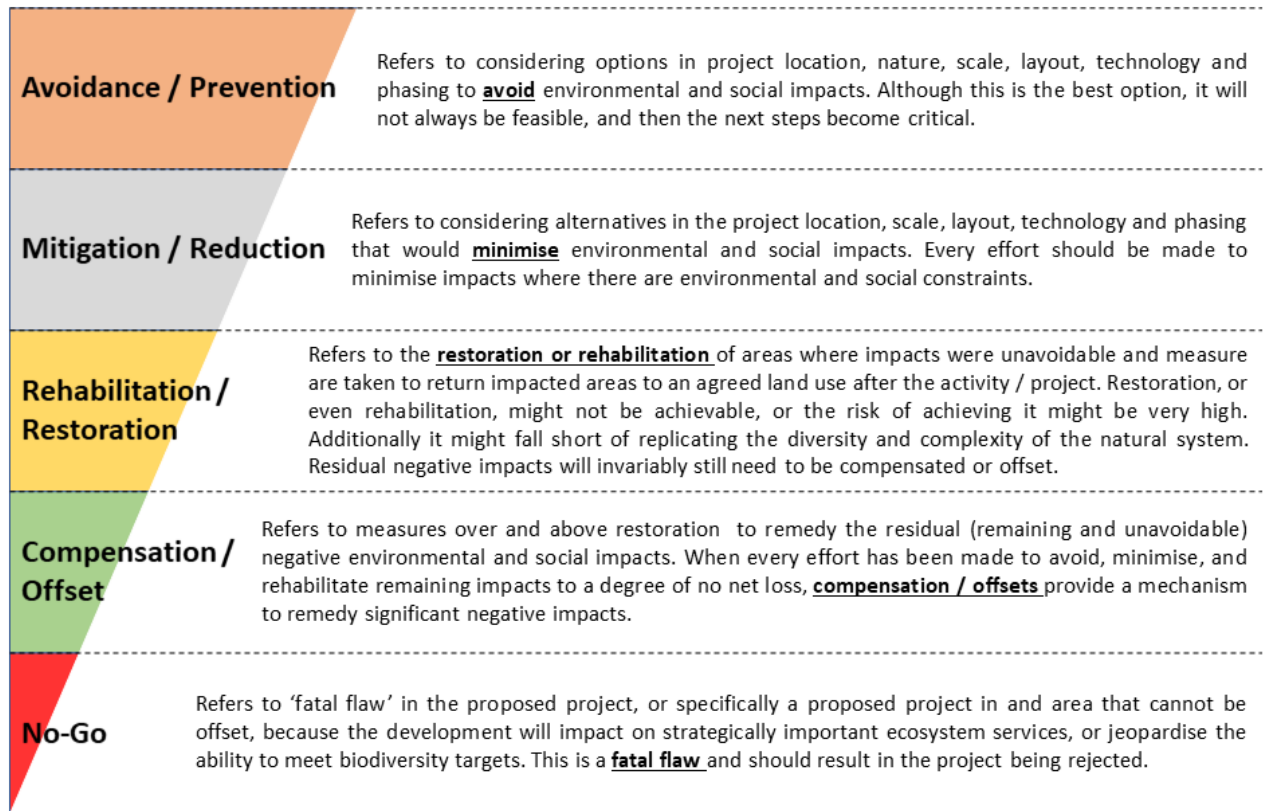 Avoidance / Prevention
Refers to considering options in project location, nature, scale, layout, technology and
phasing to avoid environmental and social impacts. Although this is the best option, it will
not always be feasible, and then the next steps become critical.
Mitigation / Reduction
Refers to considering alternatives in the project location, scale, layout, technology and phasing
that would minimise environmental and social impacts. Every effort should be made to
minimise impacts where there are environmental and social constraints.
Rehabilitation /
Restoration
Refers to the restoration or rehabilitation of areas where impacts were unavoidable and measure
are taken to return impacted areas to an agreed land use after the activity / project. Restoration, or
even rehabilitation, might not be achievable, or the risk of achieving it might be very high.
Additionally it might fall short of replicating the diversity and complexity of the natural system.
Residual negative impacts will invariably still need to be compensated or offset.
Compensation /
Offset
Refers to measures over and above restoration to remedy the residual (remaining and unavoidable)
negative environmental and social impacts. When every effort has been made to avoid, minimise, and
rehabilitate remaining impacts to a degree of no net loss, compensation / offsets provide a mechanism
to remedy significant negative impacts.
No-Go
Refers to ‘fatal flaw’ in the proposed project, or specifically a proposed project in and area that cannot be
offset, because the development will impact on strategically important ecosystem services, or jeopardise the
ability to meet biodiversity targets. This is a fatal flaw and should result in the project being rejected.